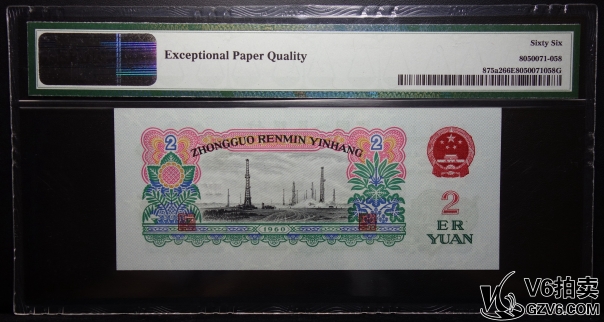 Sixty Six
Exceptional Paper Quality
8050071-058
875a266E8050071058G
2
2
ZHONGGUO RENMIN YINHANG
1960
2
ER
YUAN
V6拍卖
GZV8.COM